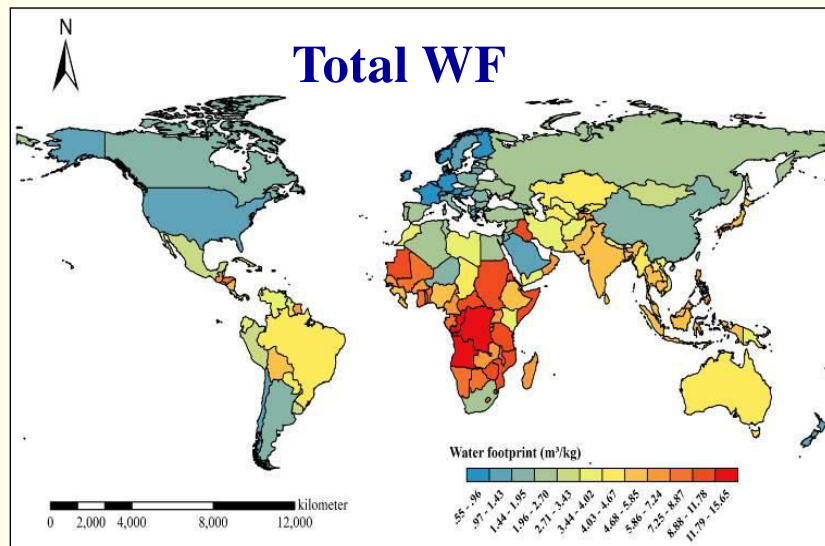 N
Total WF
Water footprint (m³/kg)
.55 - .96
.97 - 1.43
1.44 - 1.95
1.96 - 2.70
2.71 - 3.43
3.44 - 4.02
4.03 - 4.67
4.68 - 5.85
5.86 - 7.24
7.25 - 8.87
8.88 - 11.78
11.79 - 15.65
kilometer
0 2,000 4,000 8,000 12,000